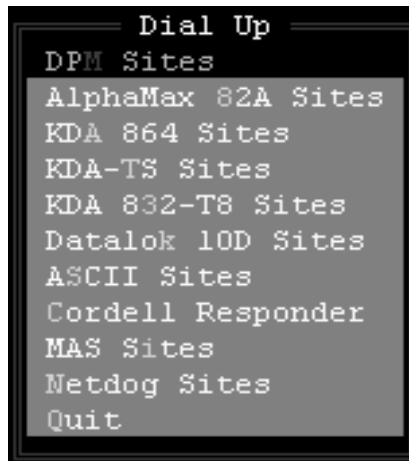 Dial Up
DPM Sites
AlphaMax 82A Sites
KDA 864 Sites
KDA-TS Sites
KDA 832-T8 Sites
Datalok 10D Sites
ASCII Sites
Cordell Responder
MAS Sites
Netdog Sites
Quit